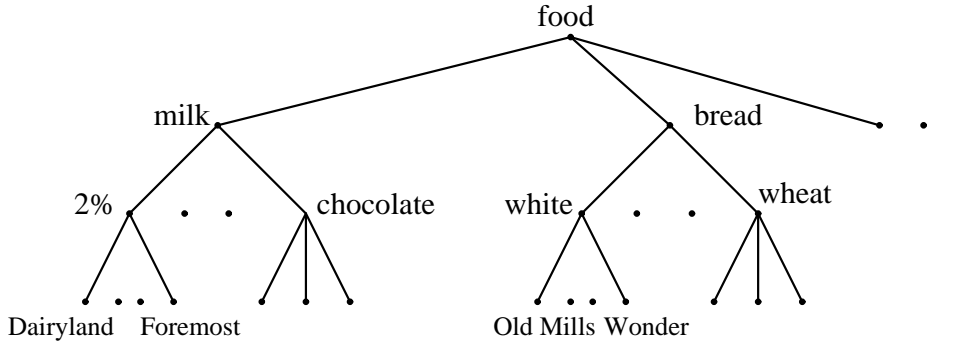 food
milk
bread
2%
chocolate
white
wheat
Dairyland
Foremost
Old Mills
Wonder